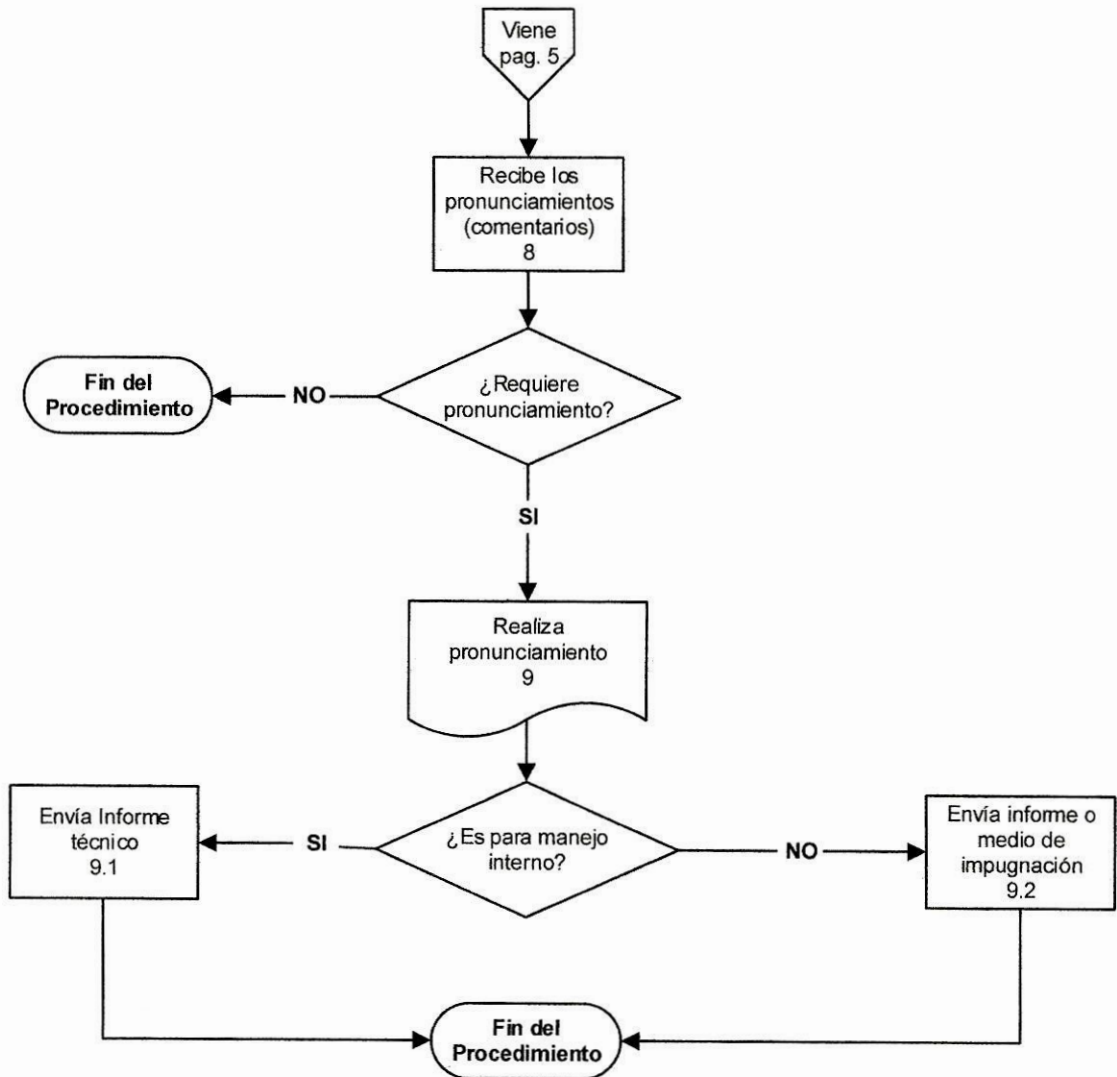 Viene
pag. 5
Recibe los
pronunciamientos
(comentarios)
8
¿Requiere
pronunciamiento?
NO
Fin del
Procedimiento
SI
Realiza
pronunciamiento
9
¿Es para manejo
interno?
SI
Envía Informe
técnico
9.1
NO
Envía informe o
medio de
impugnación
9.2
Fin del
Procedimiento